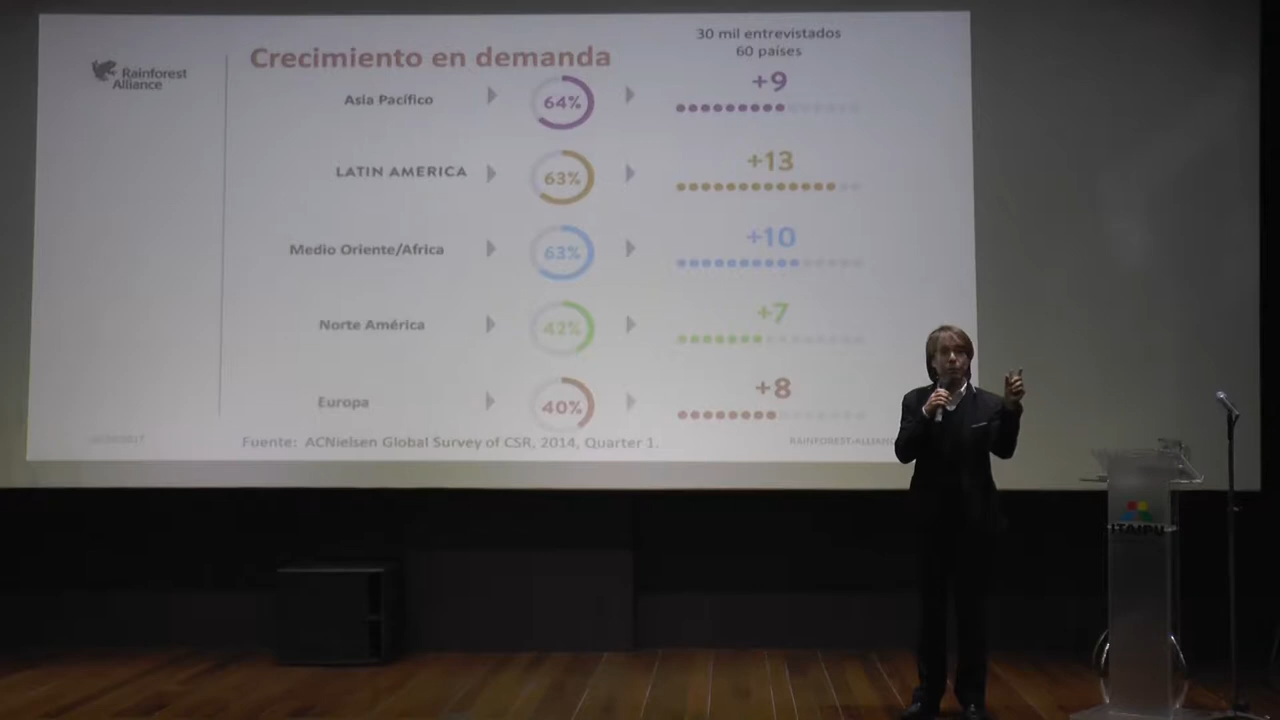 30 mil entrevistados
60 países
Crecimiento en demanda
Rainforest
Alliance
Asia Pacífico
64%
+9
LATIN AMERICA
63%
+13
Medio Oriente/Africa
63%
+10
Norte América
42%
+7
Europa
40%
+8
Fuente: ACNielsen Global Survey of CSR, 2014, Quarter 1.
ITAIPU